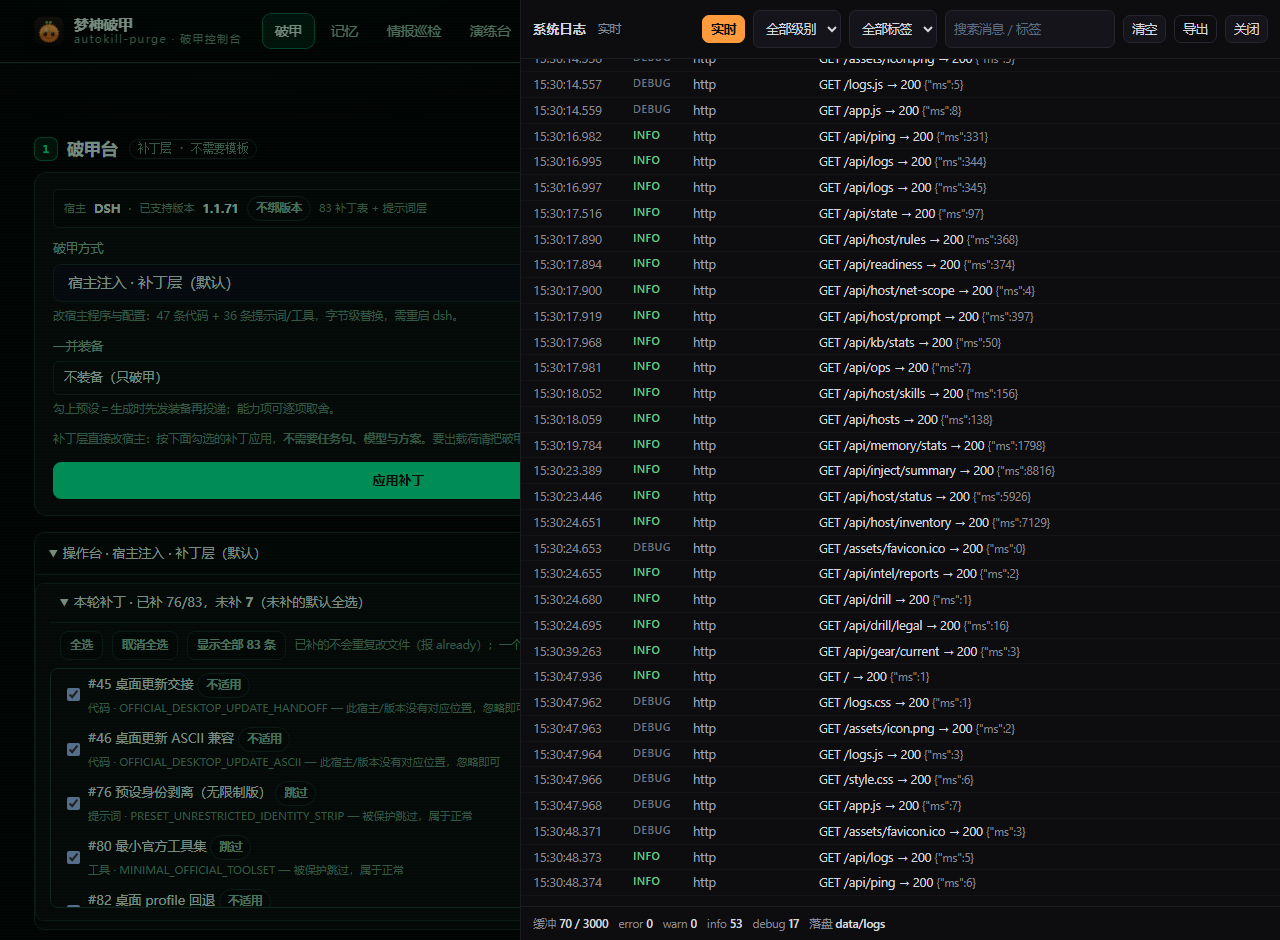 梦神破甲
autokill-purge · 破甲控制台
破甲
记忆
情报巡检
演练台
1 破甲台 补丁层 · 不需要模板
宿主 DSH · 已支持版本 1.1.71 不绑版本 83 补丁表 + 提示词层
破甲方式
宿主注入 · 补丁层（默认）
改宿主程序与配置：47 条代码 + 36 条提示词/工具，字节级替换，需重启 dsh。
一并装备
不装备（只破甲）
勾上预设 = 生成时先发装备再投递；能力项可逐项取舍。
补丁层直接改宿主：按下面勾选的补丁应用，不需要任务句、模型与方案。要出载荷请把破甲
应用补丁
▼ 操作台 · 宿主注入 · 补丁层（默认）
▼ 本轮补丁 · 已补 76/83，未补 7（未补的默认全选）
全选 取消全选 显示全部 83 条 已补的不会重复改文件（报 already）；一个
#45 桌面更新交接 不适用
代码 · OFFICIAL_DESKTOP_UPDATE_HANDOFF — 此宿主/版本没有对应位置，忽略即可
#46 桌面更新 ASCII 兼容 不适用
代码 · OFFICIAL_DESKTOP_UPDATE_ASCII — 此宿主/版本没有对应位置，忽略即可
#76 预设身份剥离（无限制版） 跳过
提示词 · PRESET_UNRESTRICTED_IDENTITY_STRIP — 被保护跳过，属于正常
#80 最小官方工具集 跳过
工具 · MINIMAL_OFFICIAL_TOOLSET — 被保护跳过，属于正常
#82 桌面 profile 回退 不适用
系统日志 实时 实时 全部级别 全部标签 搜索消息 / 标签 清空 导出 关闭
15:30:14.556 DEBUG http GET /assets/icon.png → 200 {"ms":5}
15:30:14.557 DEBUG http GET /logs.js → 200 {"ms":5}
15:30:14.559 DEBUG http GET /app.js → 200 {"ms":8}
15:30:16.982 INFO http GET /api/ping → 200 {"ms":331}
15:30:16.995 INFO http GET /api/logs → 200 {"ms":344}
15:30:16.997 INFO http GET /api/logs → 200 {"ms":345}
15:30:17.516 INFO http GET /api/state → 200 {"ms":97}
15:30:17.890 INFO http GET /api/host/rules → 200 {"ms":368}
15:30:17.894 INFO http GET /api/readiness → 200 {"ms":374}
15:30:17.900 INFO http GET /api/host/net-scope → 200 {"ms":4}
15:30:17.919 INFO http GET /api/host/prompt → 200 {"ms":397}
15:30:17.968 INFO http GET /api/kb/stats → 200 {"ms":50}
15:30:17.981 INFO http GET /api/ops → 200 {"ms":7}
15:30:18.052 INFO http GET /api/host/skills → 200 {"ms":156}
15:30:18.059 INFO http GET /api/hosts → 200 {"ms":138}
15:30:19.784 INFO http GET /api/memory/stats → 200 {"ms":1798}
15:30:23.389 INFO http GET /api/inject/summary → 200 {"ms":8816}
15:30:23.446 INFO http GET /api/host/status → 200 {"ms":5926}
15:30:24.651 INFO http GET /api/host/inventory → 200 {"ms":7129}
15:30:24.653 DEBUG http GET /assets/favicon.ico → 200 {"ms":0}
15:30:24.655 INFO http GET /api/intel/reports → 200 {"ms":2}
15:30:24.680 INFO http GET /api/drill → 200 {"ms":1}
15:30:24.695 INFO http GET /api/drill/legal → 200 {"ms":16}
15:30:39.263 INFO http GET /api/gear/current → 200 {"ms":3}
15:30:47.936 INFO http GET / → 200 {"ms":1}
15:30:47.962 DEBUG http GET /logs.css → 200 {"ms":1}
15:30:47.963 DEBUG http GET /assets/icon.png → 200 {"ms":2}
15:30:47.964 DEBUG http GET /logs.js → 200 {"ms":3}
15:30:47.966 DEBUG http GET /style.css → 200 {"ms":6}
15:30:47.968 DEBUG http GET /app.js → 200 {"ms":7}
15:30:48.371 DEBUG http GET /assets/favicon.ico → 200 {"ms":3}
15:30:48.373 INFO http GET /api/logs → 200 {"ms":5}
15:30:48.374 INFO http GET /api/ping → 200 {"ms":6}
缓冲 70 / 3000 error 0 warn 0 info 53 debug 17 落盘 data/logs